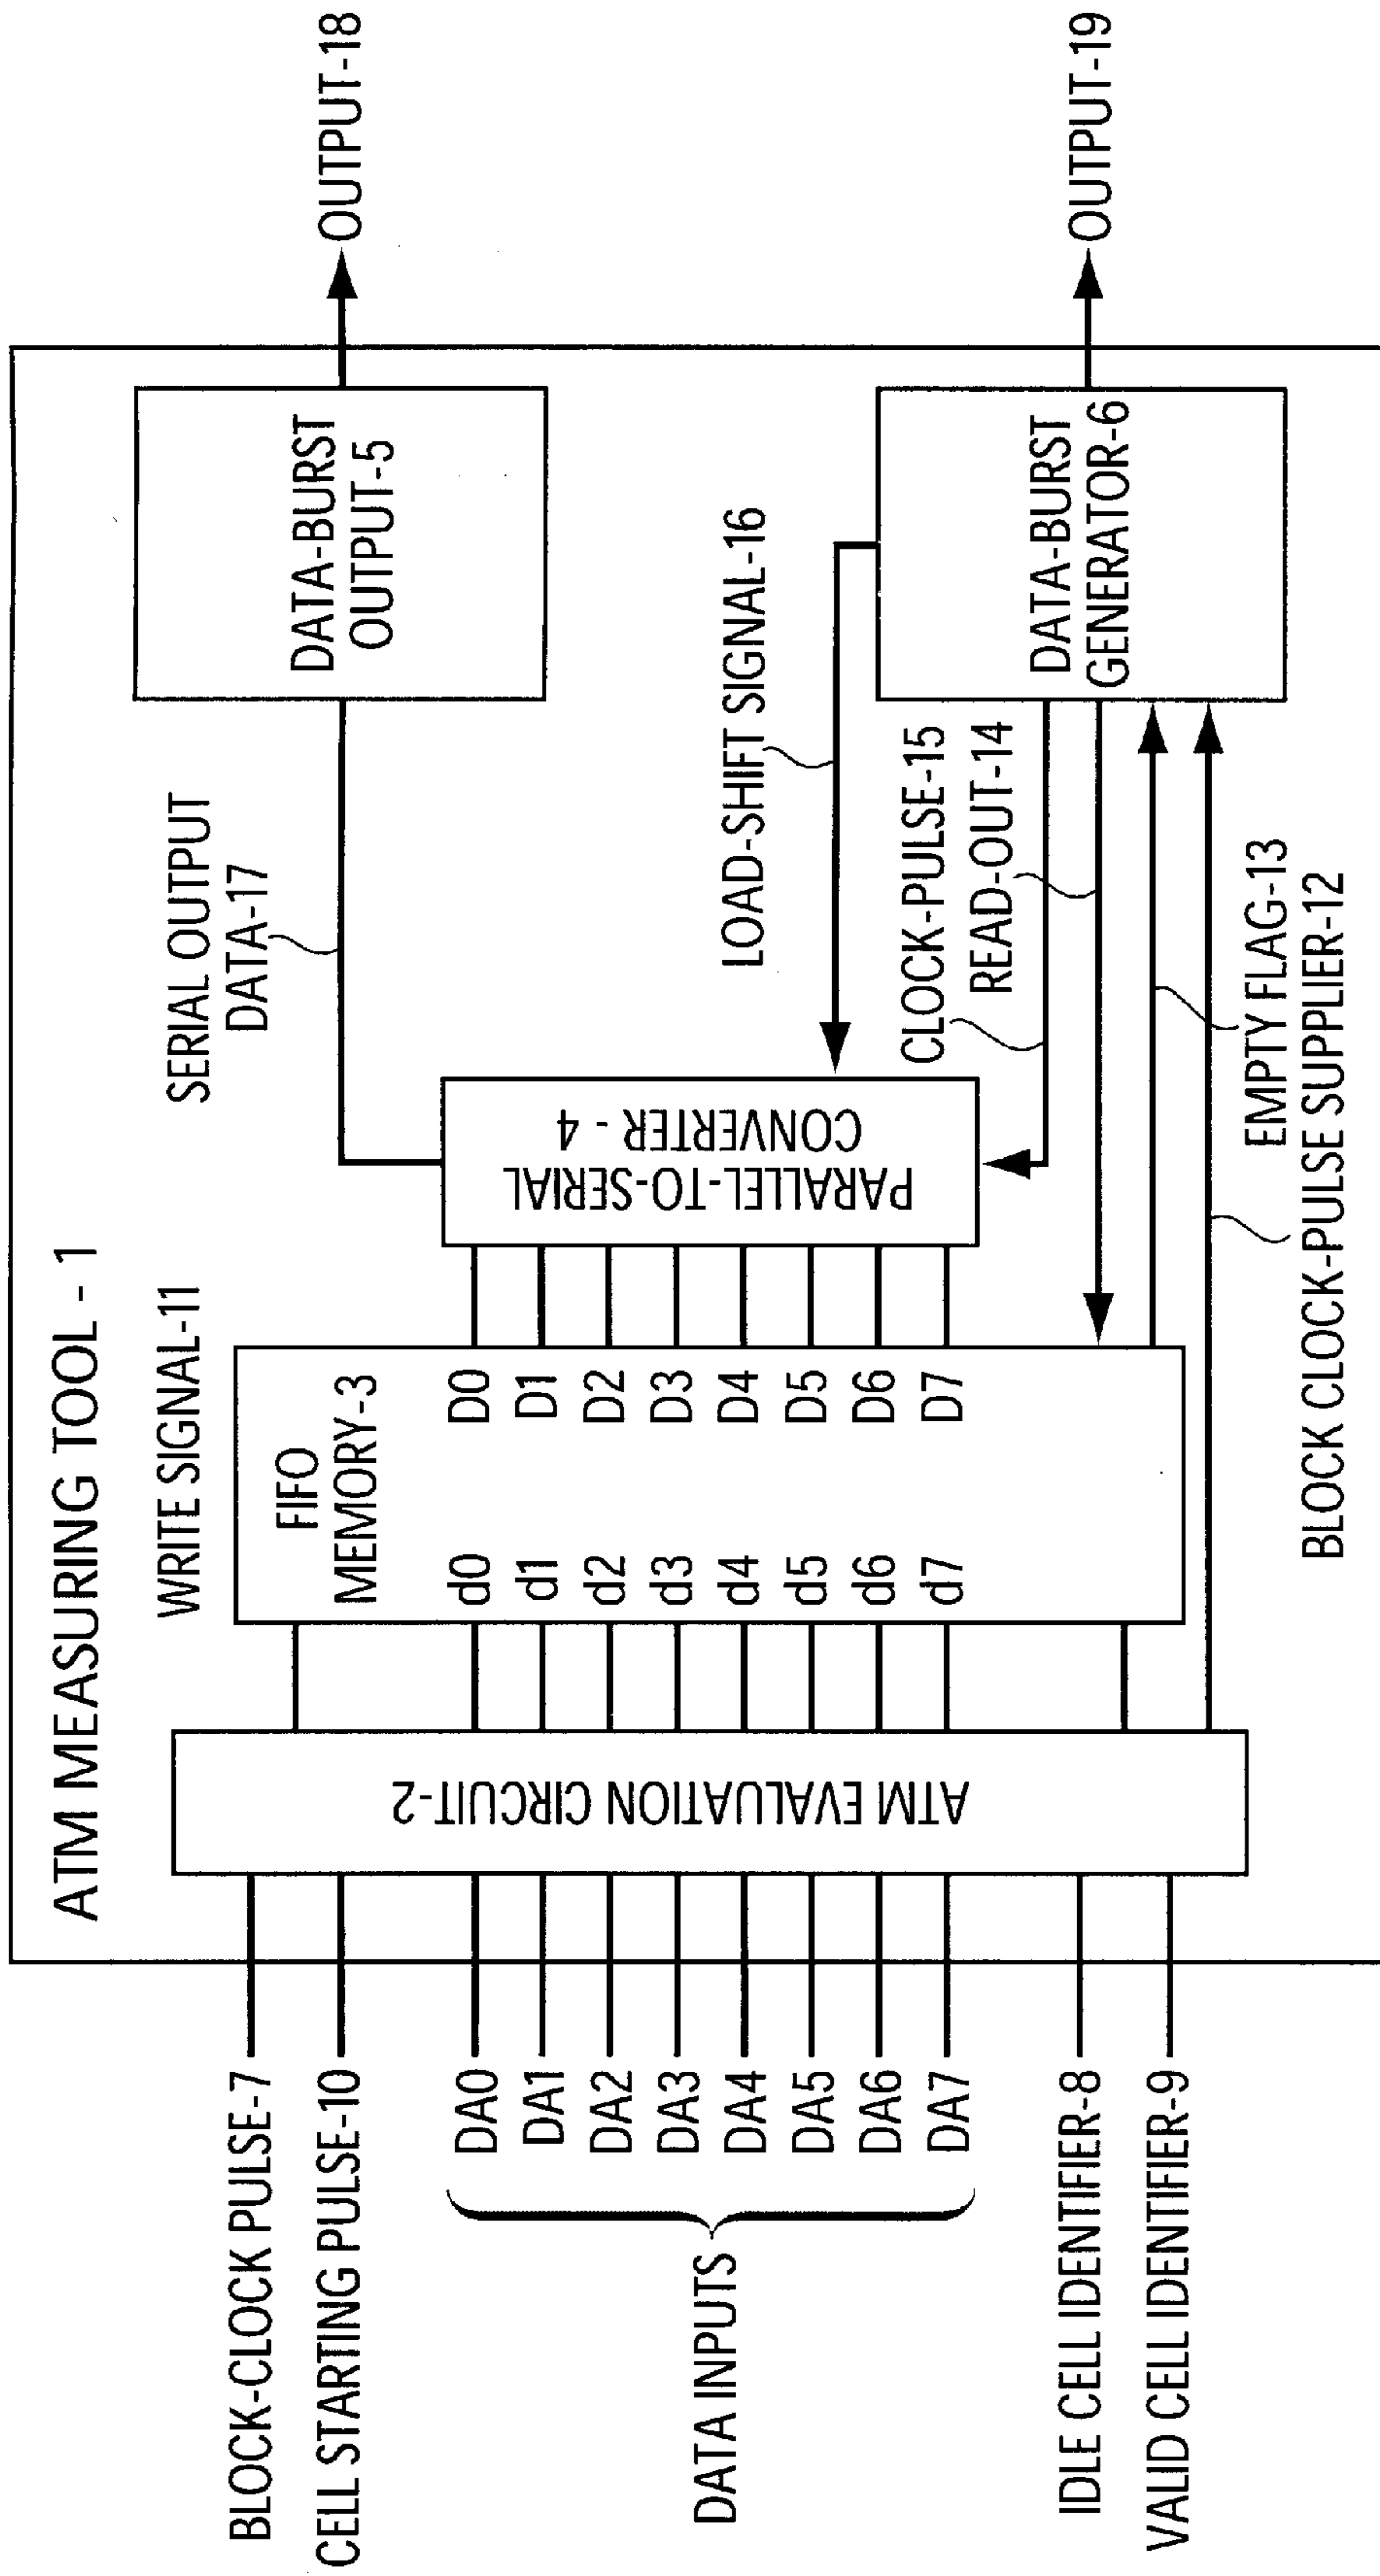 ATM MEASURING TOOL - 1
BLOCK-CLOCK PULSE-7
CELL STARTING PULSE-10
DATA INPUTS
DA0
DA1
DA2
DA3
DA4
DA5
DA6
DA7
IDLE CELL IDENTIFIER-8
VALID CELL IDENTIFIER-9
ATM EVALUATION CIRCUIT-2
WRITE SIGNAL-11
FIFO
MEMORY-3
d0
d1
d2
d3
d4
d5
d6
d7
D0
D1
D2
D3
D4
D5
D6
D7
PARALLEL-TO-SERIAL
CONVERTER - 4
SERIAL OUTPUT
DATA-17
LOAD-SHIFT SIGNAL-16
CLOCK-PULSE-15
READ-OUT-14
EMPTY FLAG-13
BLOCK CLOCK-PULSE SUPPLIER-12
DATA-BURST
OUTPUT-5
DATA-BURST
GENERATOR-6
OUTPUT-18
OUTPUT-19